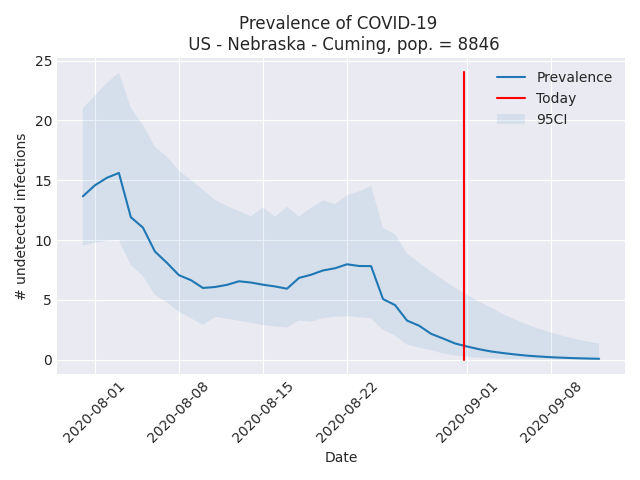 Prevalence of COVID-19
US - Nebraska - Cuming, pop. = 8846
Prevalence
Today
95CI
25
20
15
10
5
0
# undetected infections
2020-08-01
2020-08-08
2020-08-15
2020-08-22
2020-09-01
2020-09-08
Date